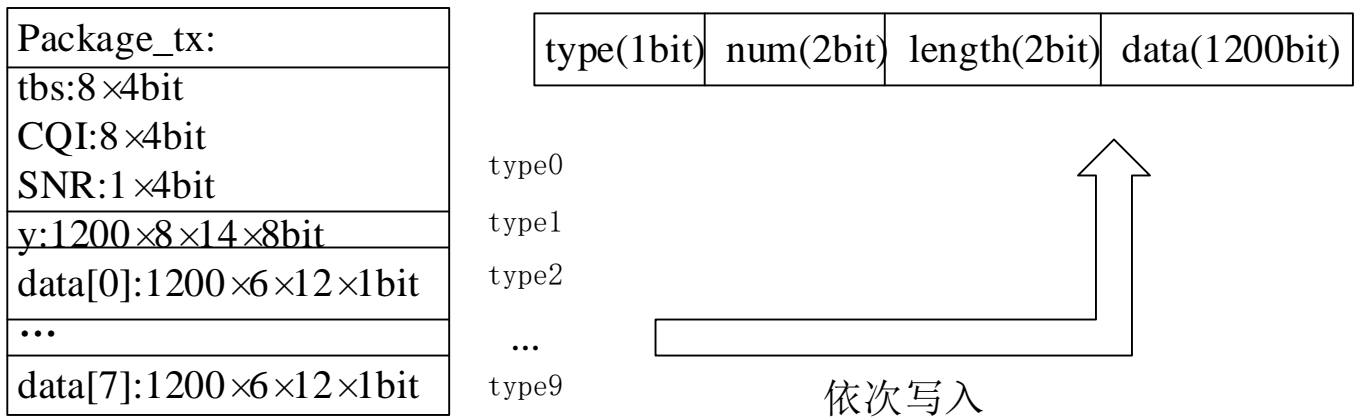 Package_tx:
tbs:8×4bit
CQI:8×4bit
SNR:1×4bit
y:1200×8×14×8bit
data[0]:1200×6×12×1bit
...
data[7]:1200×6×12×1bit
type0
type1
type2
...
type9
type(1bit) num(2bit) length(2bit) data(1200bit)
依次写入